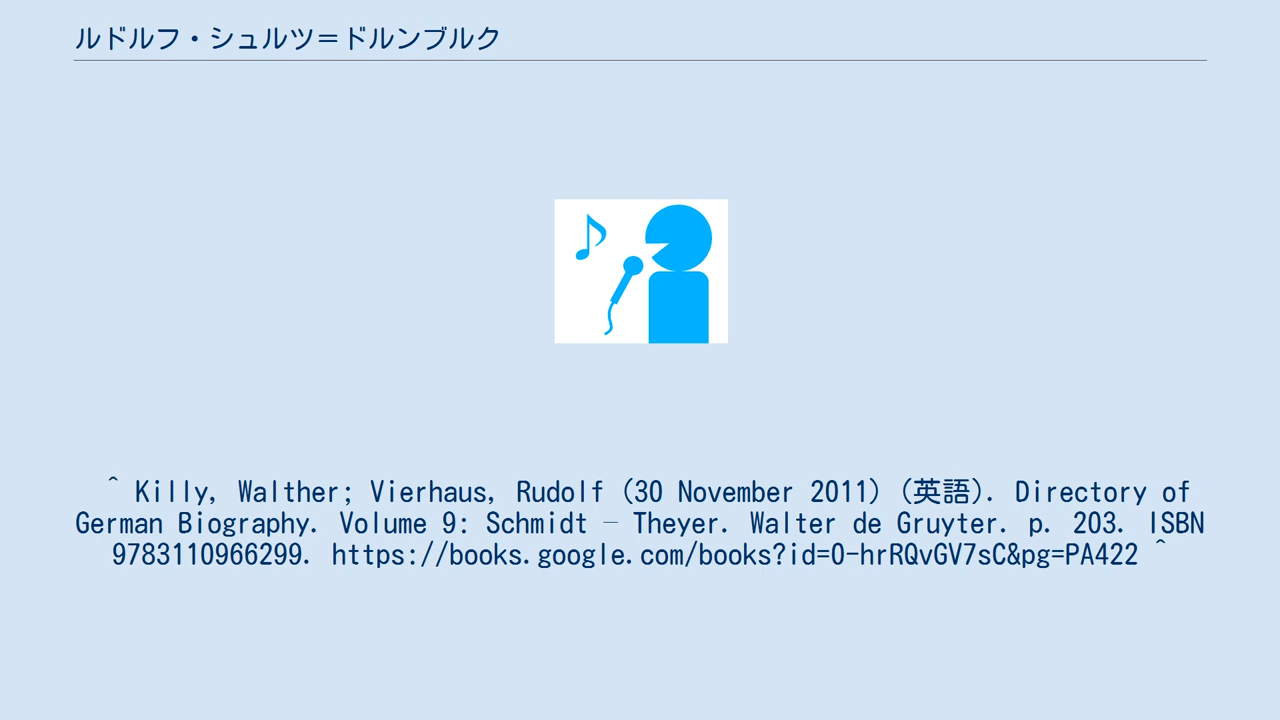 ルドルフ・シュルツ＝ドルンブルク
^ Killy, Walther; Vierhaus, Rudolf (30 November 2011) (英語). Directory of
German Biography. Volume 9: Schmidt – Theyer. Walter de Gruyter. p. 203. ISBN
9783110966299. https://books.google.com/books?id=0-hrRQvGV7sC&pg=PA422 ^